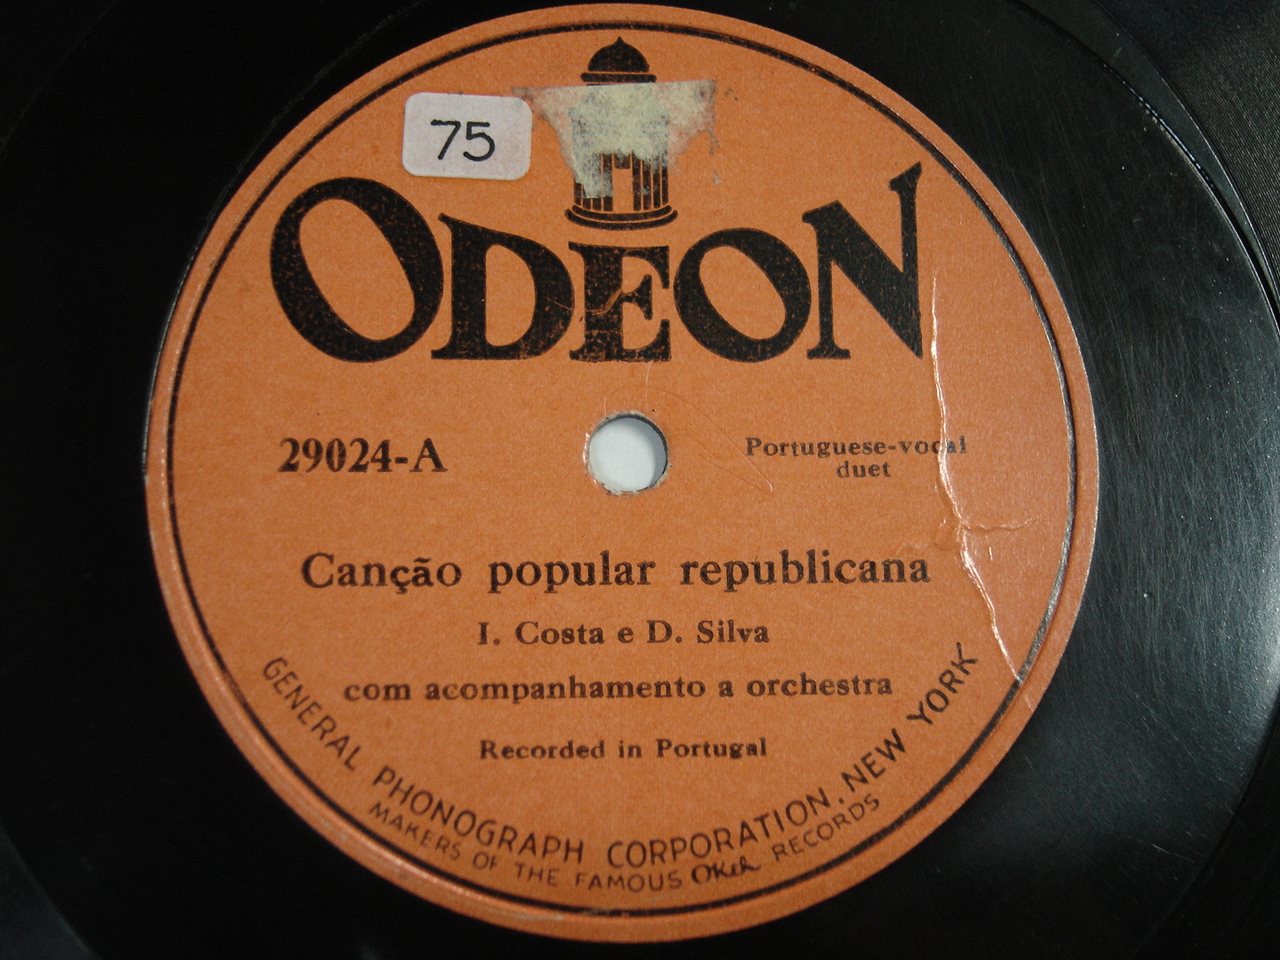 75
ODEON
29024-A
Portuguese-vocal
duet
Canção popular republicana
I. Costa e D. Silva
com acompanhamento a orchestra
Recorded in Portugal
GENERAL PHONOGRAPH CORPORATION. NEW YORK
MAKERS OF THE FAMOUS OKeh RECORDS